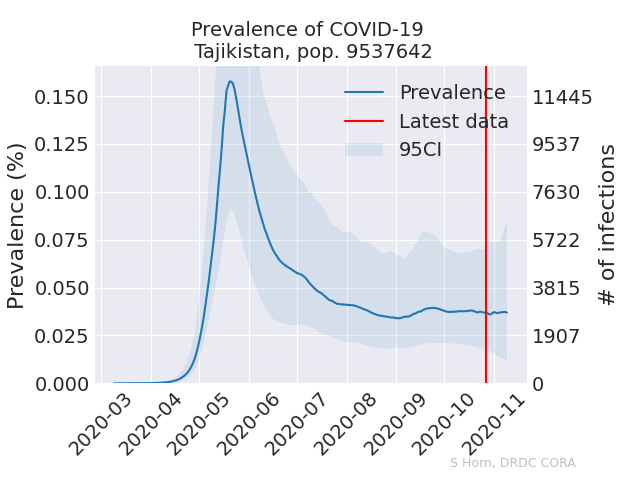 Prevalence of COVID-19
Tajikistan, pop. 9537642
Prevalence (%)
0.150
0.125
0.100
0.075
0.050
0.025
0.000
Prevalence
Latest data
95CI
11445
9537
7630
5722
3815
1907
0
# of infections
2020-03
2020-04
2020-05
2020-06
2020-07
2020-08
2020-09
2020-10
2020-11
S Horn, DRDC CORA